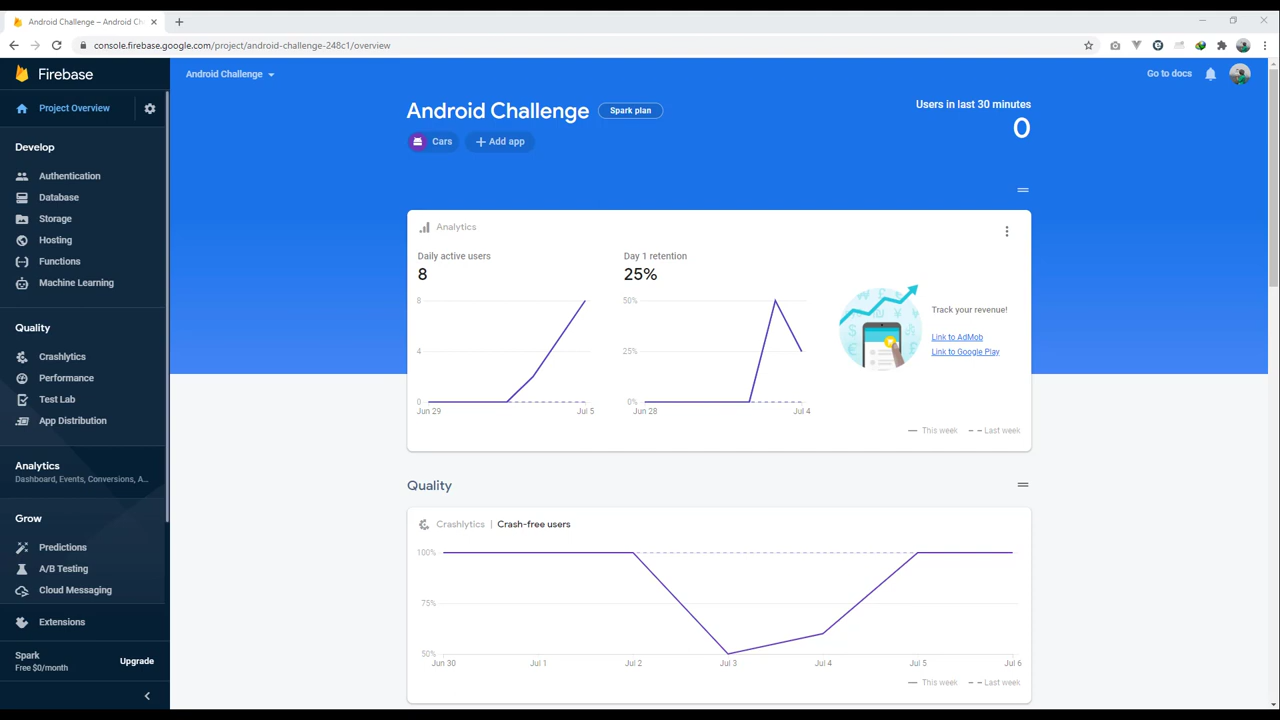 Android Challenge – Android Ch
console.firebase.google.com/project/android-challenge-248c1/overview
Firebase
Android Challenge
Go to docs
Project Overview
Develop
Authentication
Database
Storage
Hosting
Functions
Machine Learning
Quality
Crashlytics
Performance
Test Lab
App Distribution
Analytics
Dashboard, Events, Conversions, A...
Grow
Predictions
A/B Testing
Cloud Messaging
Extensions
Spark
Free $0/month
Upgrade
Android Challenge
Spark plan
Users in last 30 minutes
0
Cars
Add app
Analytics
Daily active users
8
8
4
0
Jun 29
Jul 5
Day 1 retention
25%
50%
25%
0%
Jun 28
Jul 4
Track your revenue!
Link to AdMob
Link to Google Play
This week
Last week
Quality
Crashlytics | Crash-free users
100%
75%
50%
Jun 30
Jul 1
Jul 2
Jul 3
Jul 4
Jul 5
Jul 6
This week
Last week